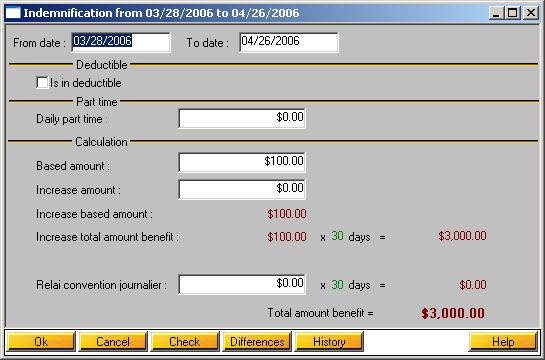 Indemnification from 03/28/2006 to 04/26/2006
From date : 03/28/2006 To date : 04/26/2006
Deductible
Is in deductible
Part time
Daily part time : $0.00
Calculation
Based amount : $100.00
Increase amount : $0.00
Increase based amount : $100.00
Increase total amount benefit : $100.00 x 30 days = $3,000.00
Relai convention journalier : $0.00 x 30 days = $0.00
Total amount benefit = $3,000.00
Ok Cancel Check Differences History Help